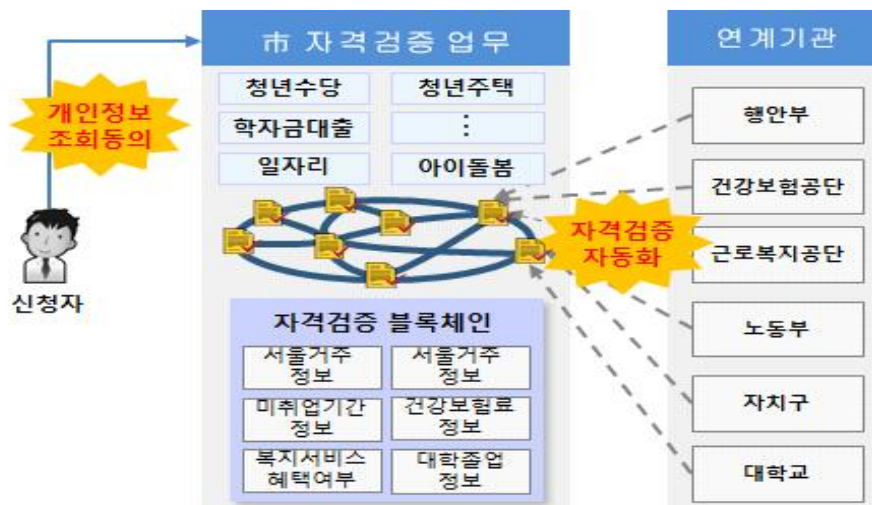 市 자격검증 업무
연계기관
개인정보
조회동의
신청자
청년수당
청년주택
학자금대출
⋮
일자리
아이돌봄
자격검증
자동화
자격검증 블록체인
서울거주
정보
서울거주
정보
미취업기간
정보
건강보험료
정보
복지서비스
혜택여부
대학졸업
정보
행안부
건강보험공단
근로복지공단
노동부
자치구
대학교